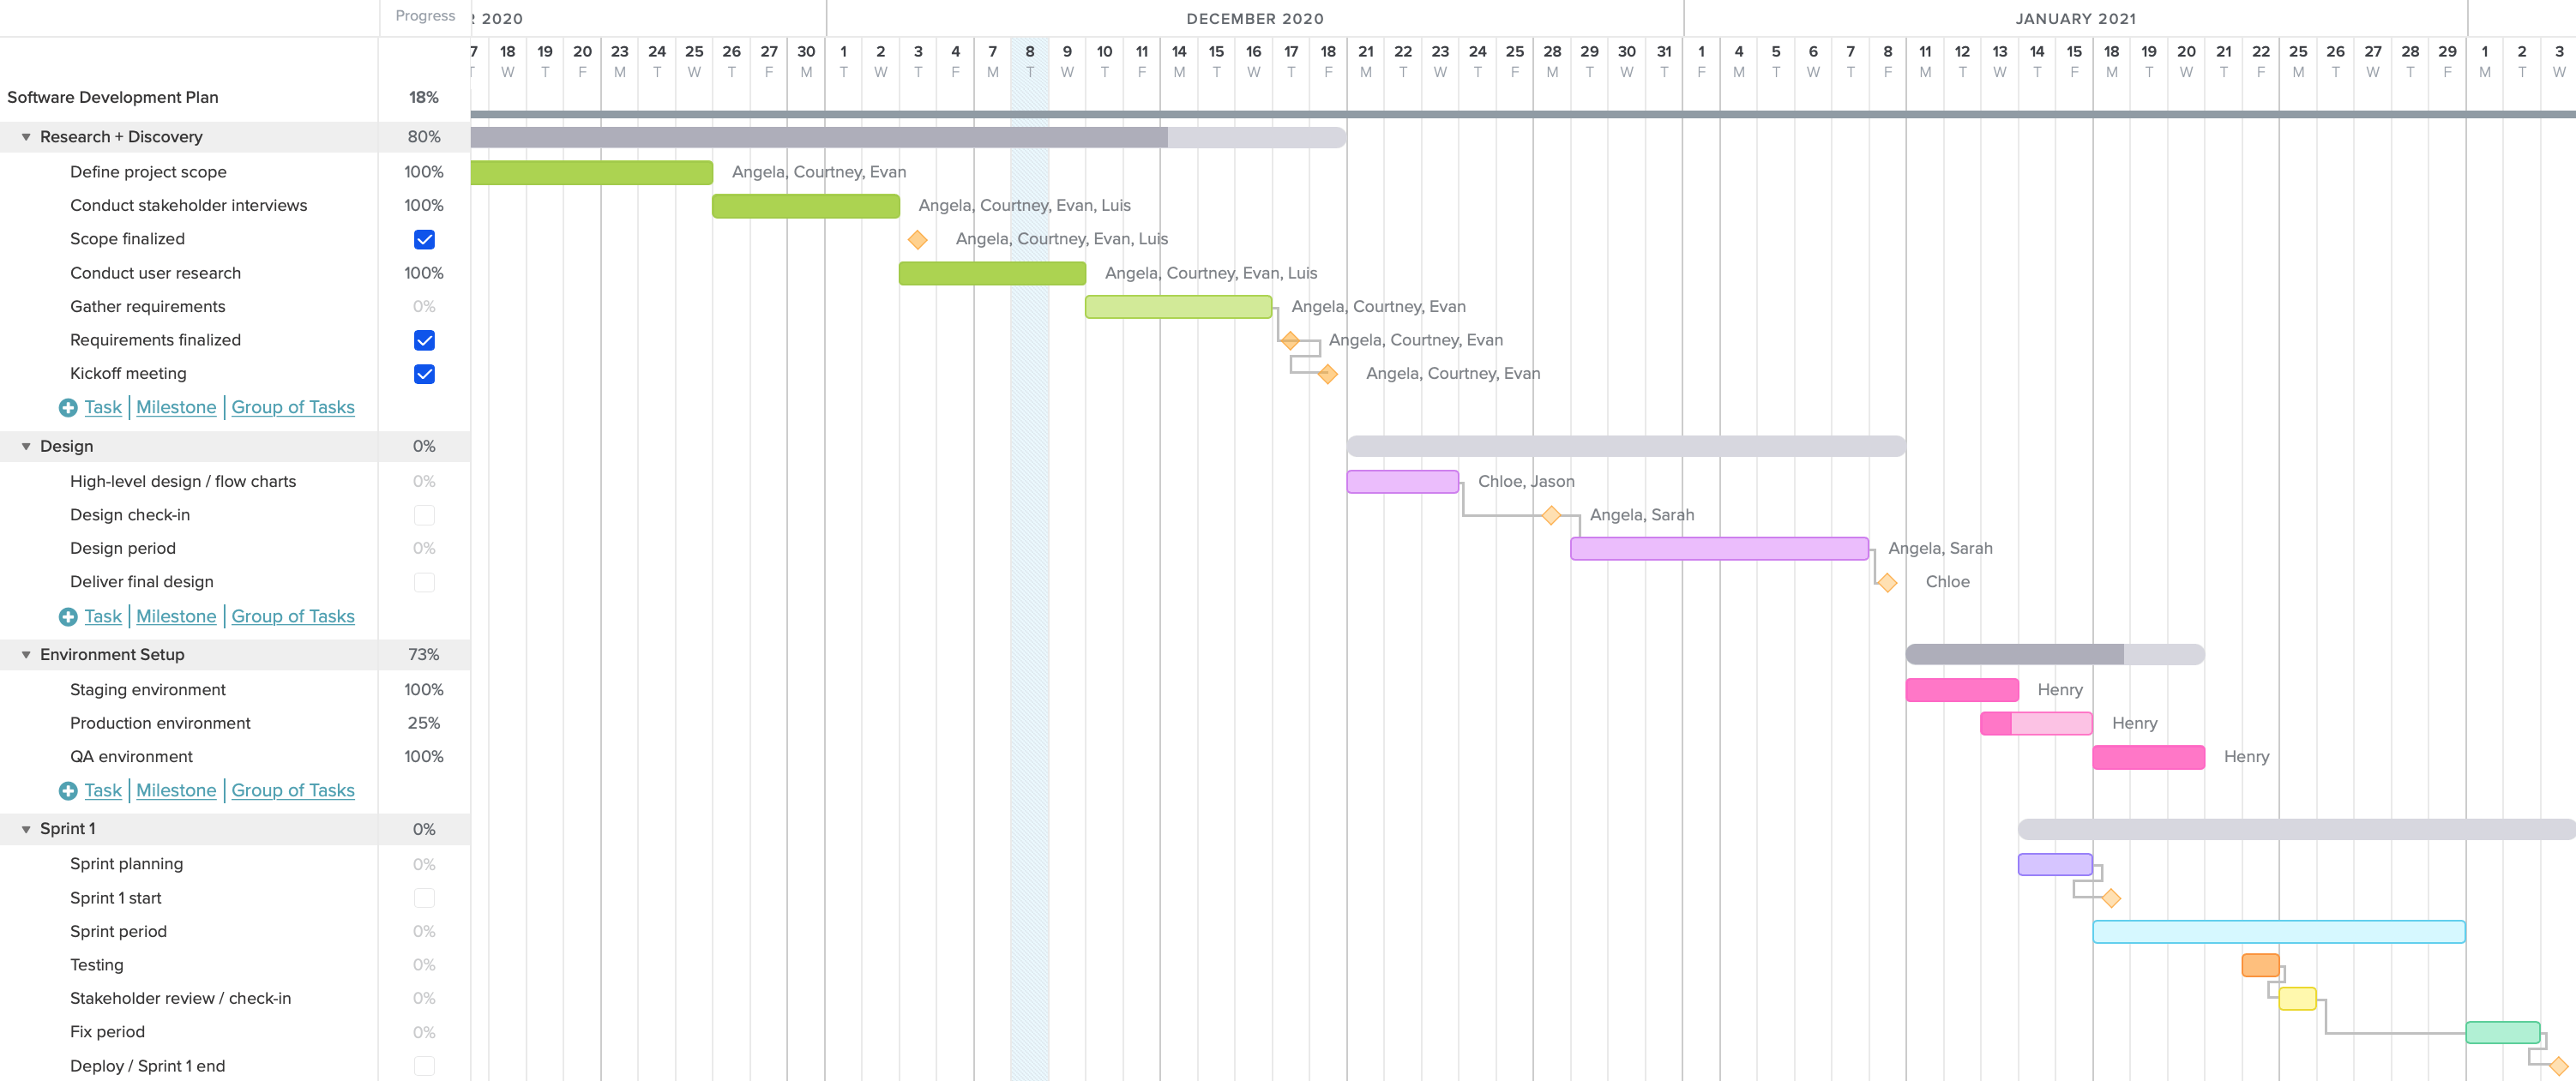 Progress
R 2020 DECEMBER 2020 JANUARY 2021
7 18 19 20 23 24 25 26 27 30 1 2 3 4 7 8 9 10 11 14 15 16 17 18 21 22 23 24 25 28 29 30 31 1 4 5 6 7 8 11 12 13 14 15 18 19 20 21 22 25 26 27 28 29 1 2 3
T W T F M T W T F M T W T F M T W T F M T W T F M T W T F M T W T F M T W T F M T W T F M T W T F M T W T F M T W
Software Development Plan 18%
Research + Discovery 80%
Define project scope 100% Angela, Courtney, Evan
Conduct stakeholder interviews 100% Angela, Courtney, Evan, Luis
Scope finalized Angela, Courtney, Evan, Luis
Conduct user research 100% Angela, Courtney, Evan, Luis
Gather requirements 0% Angela, Courtney, Evan
Requirements finalized Angela, Courtney, Evan
Kickoff meeting Angela, Courtney, Evan
Task | Milestone | Group of Tasks
Design 0%
High-level design / flow charts 0% Chloe, Jason
Design check-in Angela, Sarah
Design period 0% Angela, Sarah
Deliver final design Chloe
Task | Milestone | Group of Tasks
Environment Setup 73%
Staging environment 100% Henry
Production environment 25% Henry
QA environment 100% Henry
Task | Milestone | Group of Tasks
Sprint 1 0%
Sprint planning 0%
Sprint 1 start
Sprint period 0%
Testing 0%
Stakeholder review / check-in 0%
Fix period 0%
Deploy / Sprint 1 end